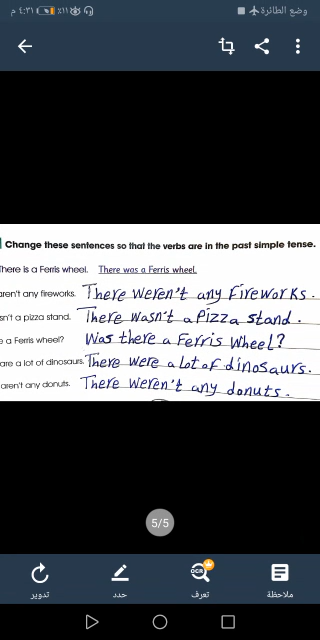 وضع الطائرة
٪١١ ٤:٣١ م
Change these sentences so that the verbs are in the past simple tense.
There is a Ferris wheel. There was a Ferris wheel.
aren't any fireworks. There weren't any Fireworks.
sn't a pizza stand. There wasn't a Pizza stand.
e a Ferris wheel? Was there a Ferris Wheel?
are a lot of dinosaurs. There were a lot of dinosaurs.
aren't any donuts. There weren't any donuts.
5/5
OCR
تدوير حدد تعرف ملاحظة